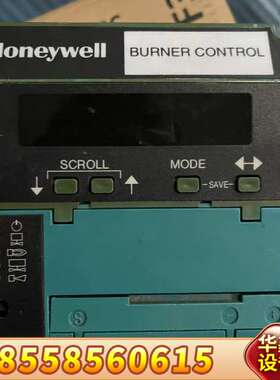 Honeywell
BURNER CONTROL
SCROLL
MODE
SAVE
S
18558560615